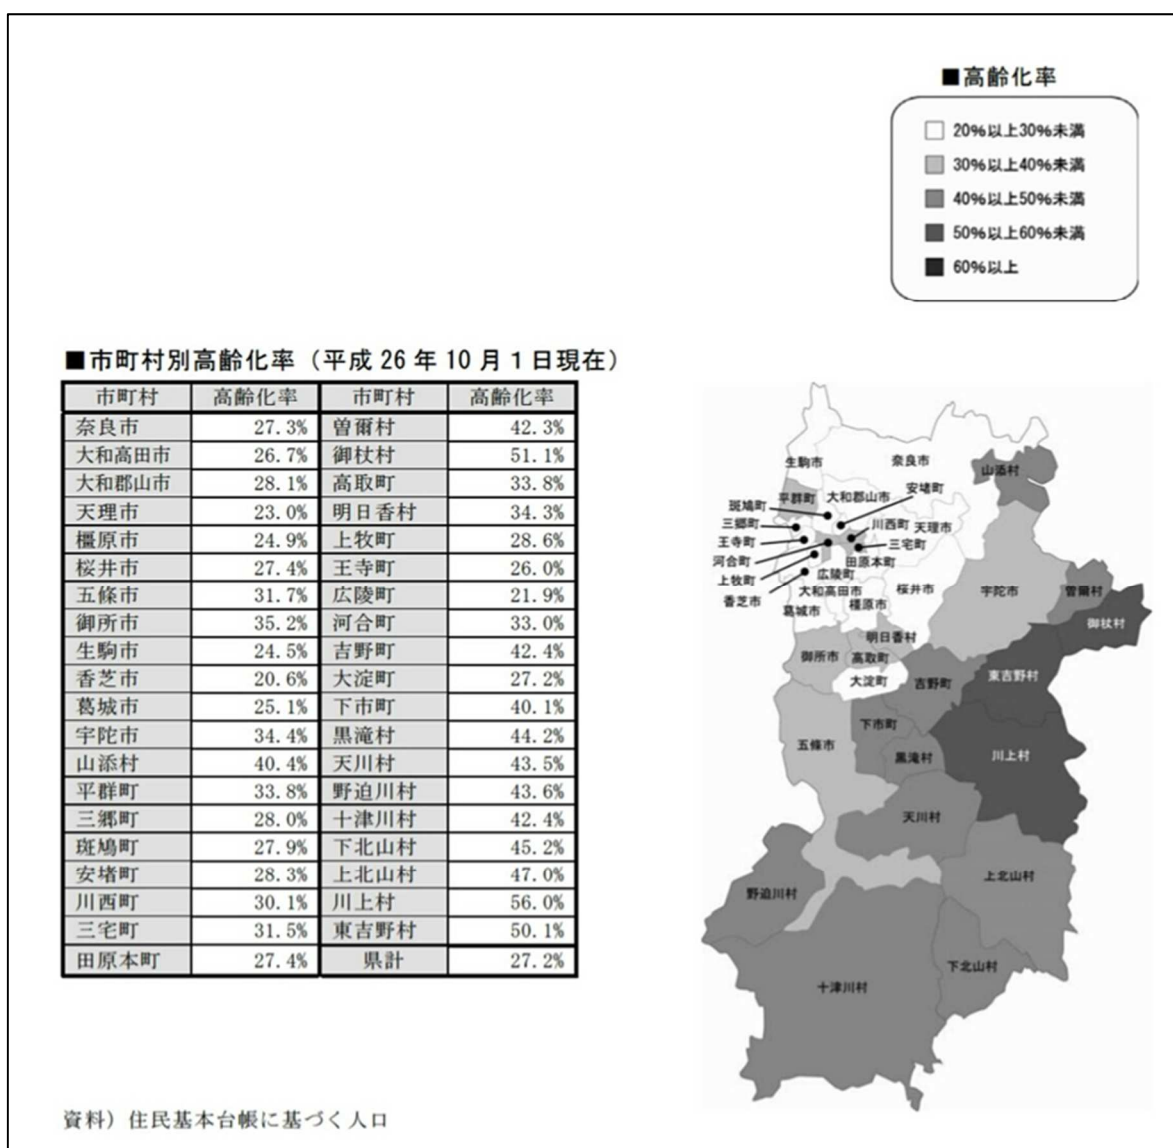 ■高齢化率
20%以上30%未満
30%以上40%未満
40%以上50%未満
50%以上60%未満
60%以上
■市町村別高齢化率（平成26年10月1日現在）
市町村 高齢化率 市町村 高齢化率
奈良市 27.3% 曽爾村 42.3%
大和高田市 26.7% 御杖村 51.1%
大和郡山市 28.1% 高取町 33.8%
天理市 23.0% 明日香村 34.3%
橿原市 24.9% 上牧町 28.6%
桜井市 27.4% 王寺町 26.0%
五條市 31.7% 広陵町 21.9%
御所市 35.2% 河合町 33.0%
生駒市 24.5% 吉野町 42.4%
香芝市 20.6% 大淀町 27.2%
葛城市 25.1% 下市町 40.1%
宇陀市 34.4% 黒滝村 44.2%
山添村 40.4% 天川村 43.5%
平群町 33.8% 野迫川村 43.6%
三郷町 28.0% 十津川村 42.4%
斑鳩町 27.9% 下北山村 45.2%
安堵町 28.3% 上北山村 47.0%
川西町 30.1% 川上村 56.0%
三宅町 31.5% 東吉野村 50.1%
田原本町 27.4% 県計 27.2%
生駒市
奈良市
山添村
平群町
大和郡山市
安堵町
斑鳩町
三郷町
川西町
天理市
王寺町
三宅町
河合町
田原本町
上牧町
広陵町
香芝市
大和高田市
桜井市
宇陀市
曽爾村
葛城市
橿原市
御杖村
明日香村
御所市
高取町
大淀町
吉野町
東吉野村
下市町
五條市
黒滝村
川上村
天川村
上北山村
野迫川村
下北山村
十津川村
資料）住民基本台帳に基づく人口